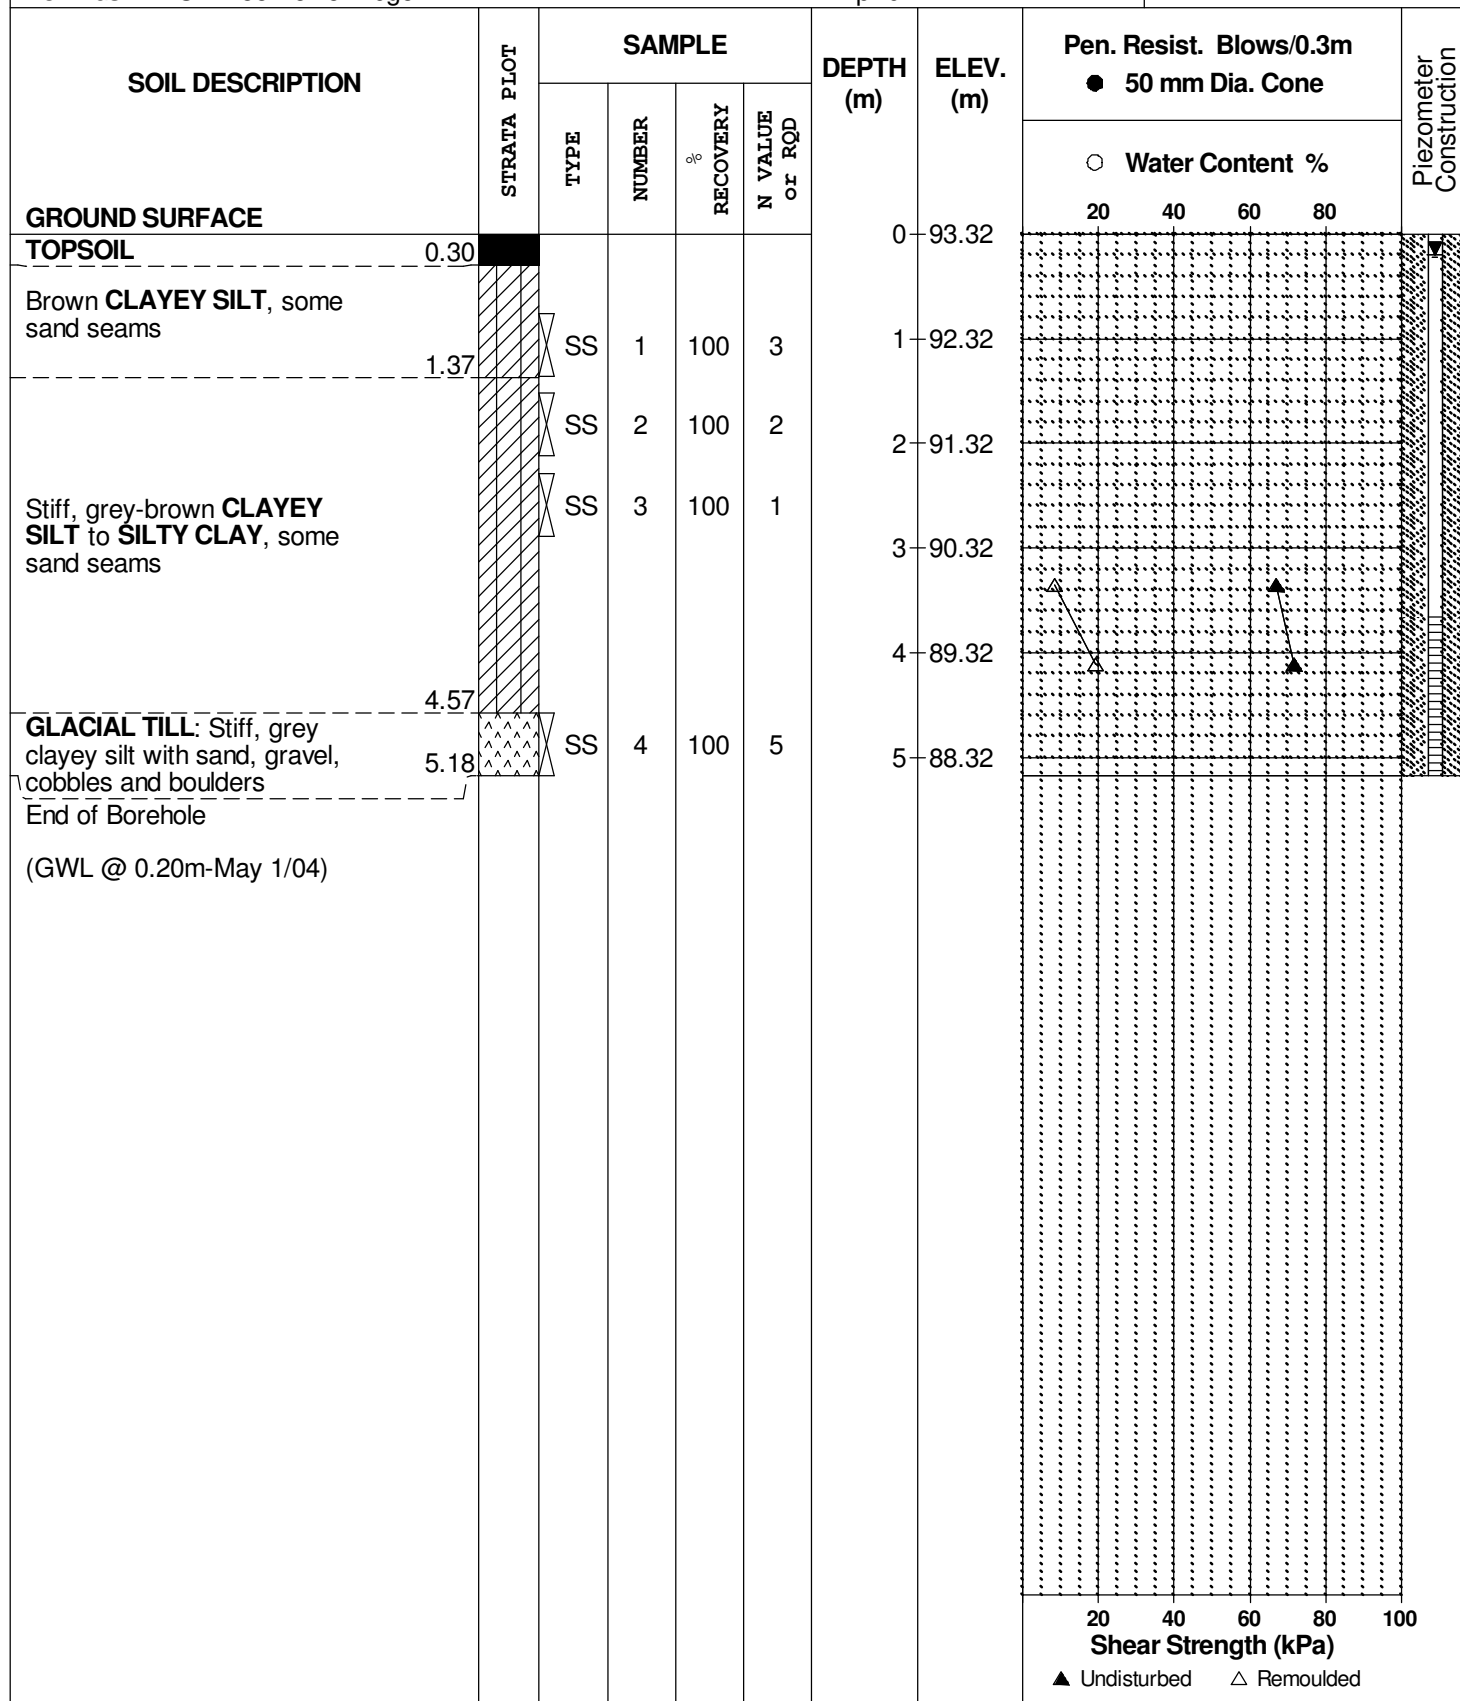 SOIL DESCRIPTION
STRATA PLOT
SAMPLE
TYPE
NUMBER
% RECOVERY
N VALUE or RQD
DEPTH (m)
ELEV. (m)
Pen. Resist. Blows/0.3m
● 50 mm Dia. Cone
○ Water Content %
20 40 60 80
Piezometer Construction
GROUND SURFACE
TOPSOIL 0.30
0 93.32
Brown CLAYEY SILT, some
sand seams
1.37
SS 1 100 3
1 92.32
SS 2 100 2
2 91.32
Stiff, grey-brown CLAYEY
SILT to SILTY CLAY, some
sand seams
SS 3 100 1
3 90.32
4 89.32
4.57
GLACIAL TILL: Stiff, grey
clayey silt with sand, gravel,
cobbles and boulders
5.18
SS 4 100 5
5 88.32
End of Borehole
(GWL @ 0.20m-May 1/04)
20 40 60 80 100
Shear Strength (kPa)
▲ Undisturbed △ Remoulded